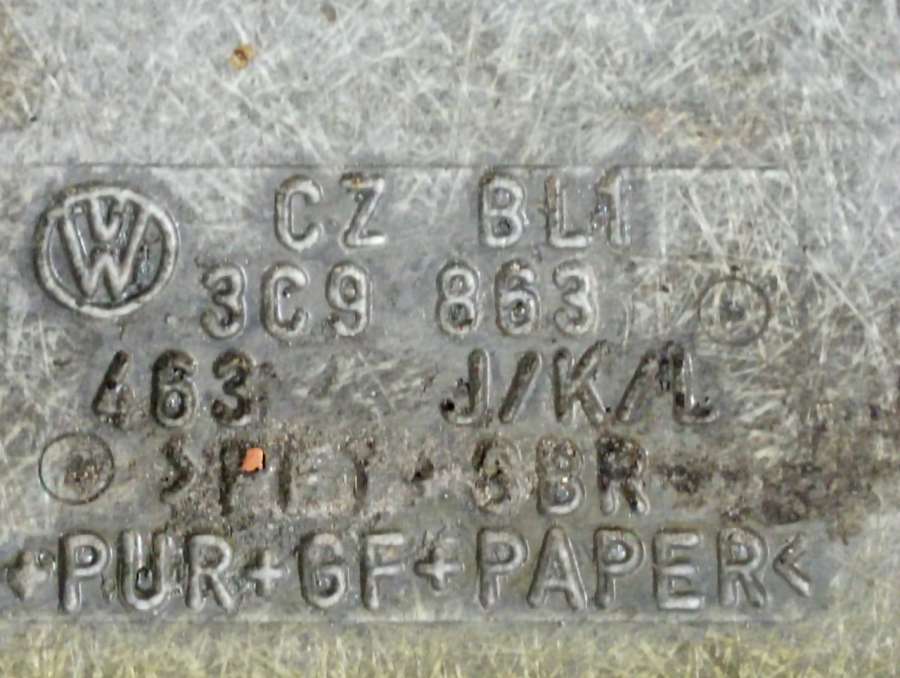 CZ BL1
3C9 863
463 J/K/L
>PET+SBR
+PUR+GF+PAPER<